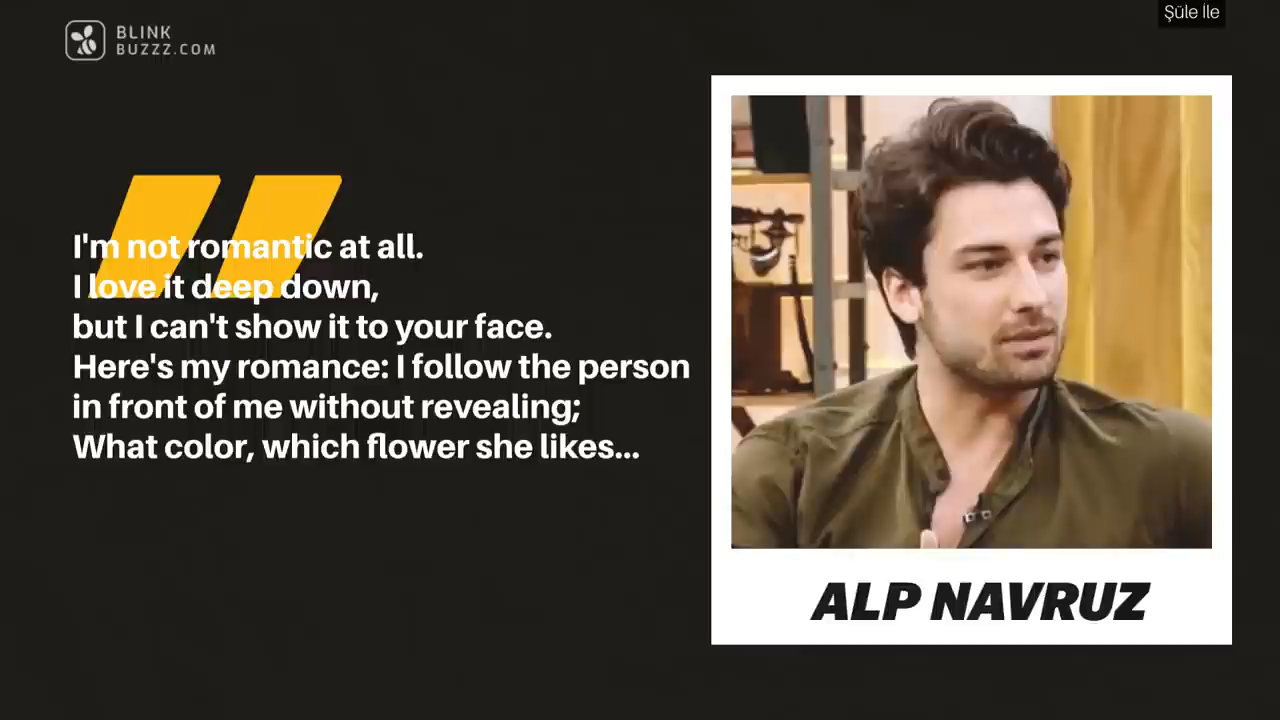 BLINK
BUZZZ.COM
Şüle İle
I'm not romantic at all.
I love it deep down,
but I can't show it to your face.
Here's my romance: I follow the person
in front of me without revealing;
What color, which flower she likes...
ALP NAVRUZ